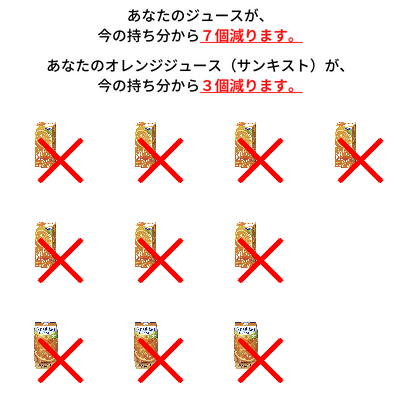 あなたのジュースが、
今の持ち分から７個減ります。
あなたのオレンジジュース（サンキスト）が、
今の持ち分から３個減ります。